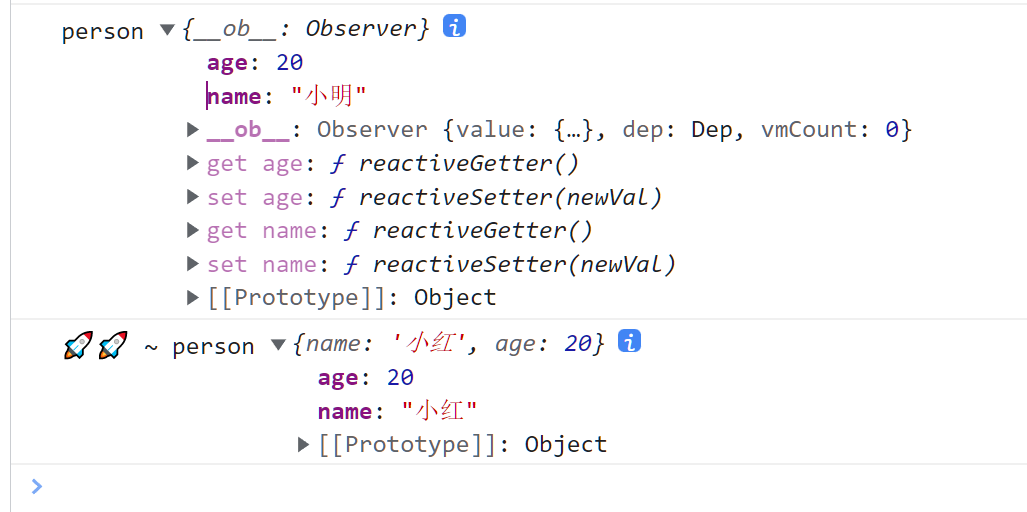 person ▼{__ob__: Observer} i
age: 20
name: "小明"
▶ __ob__: Observer {value: {…}, dep: Dep, vmCount: 0}
▶ get age: ƒ reactiveGetter()
▶ set age: ƒ reactiveSetter(newVal)
▶ get name: ƒ reactiveGetter()
▶ set name: ƒ reactiveSetter(newVal)
▶ [[Prototype]]: Object
🚀🚀 ~ person ▼{name: '小红', age: 20} i
age: 20
name: "小红"
▶ [[Prototype]]: Object
>